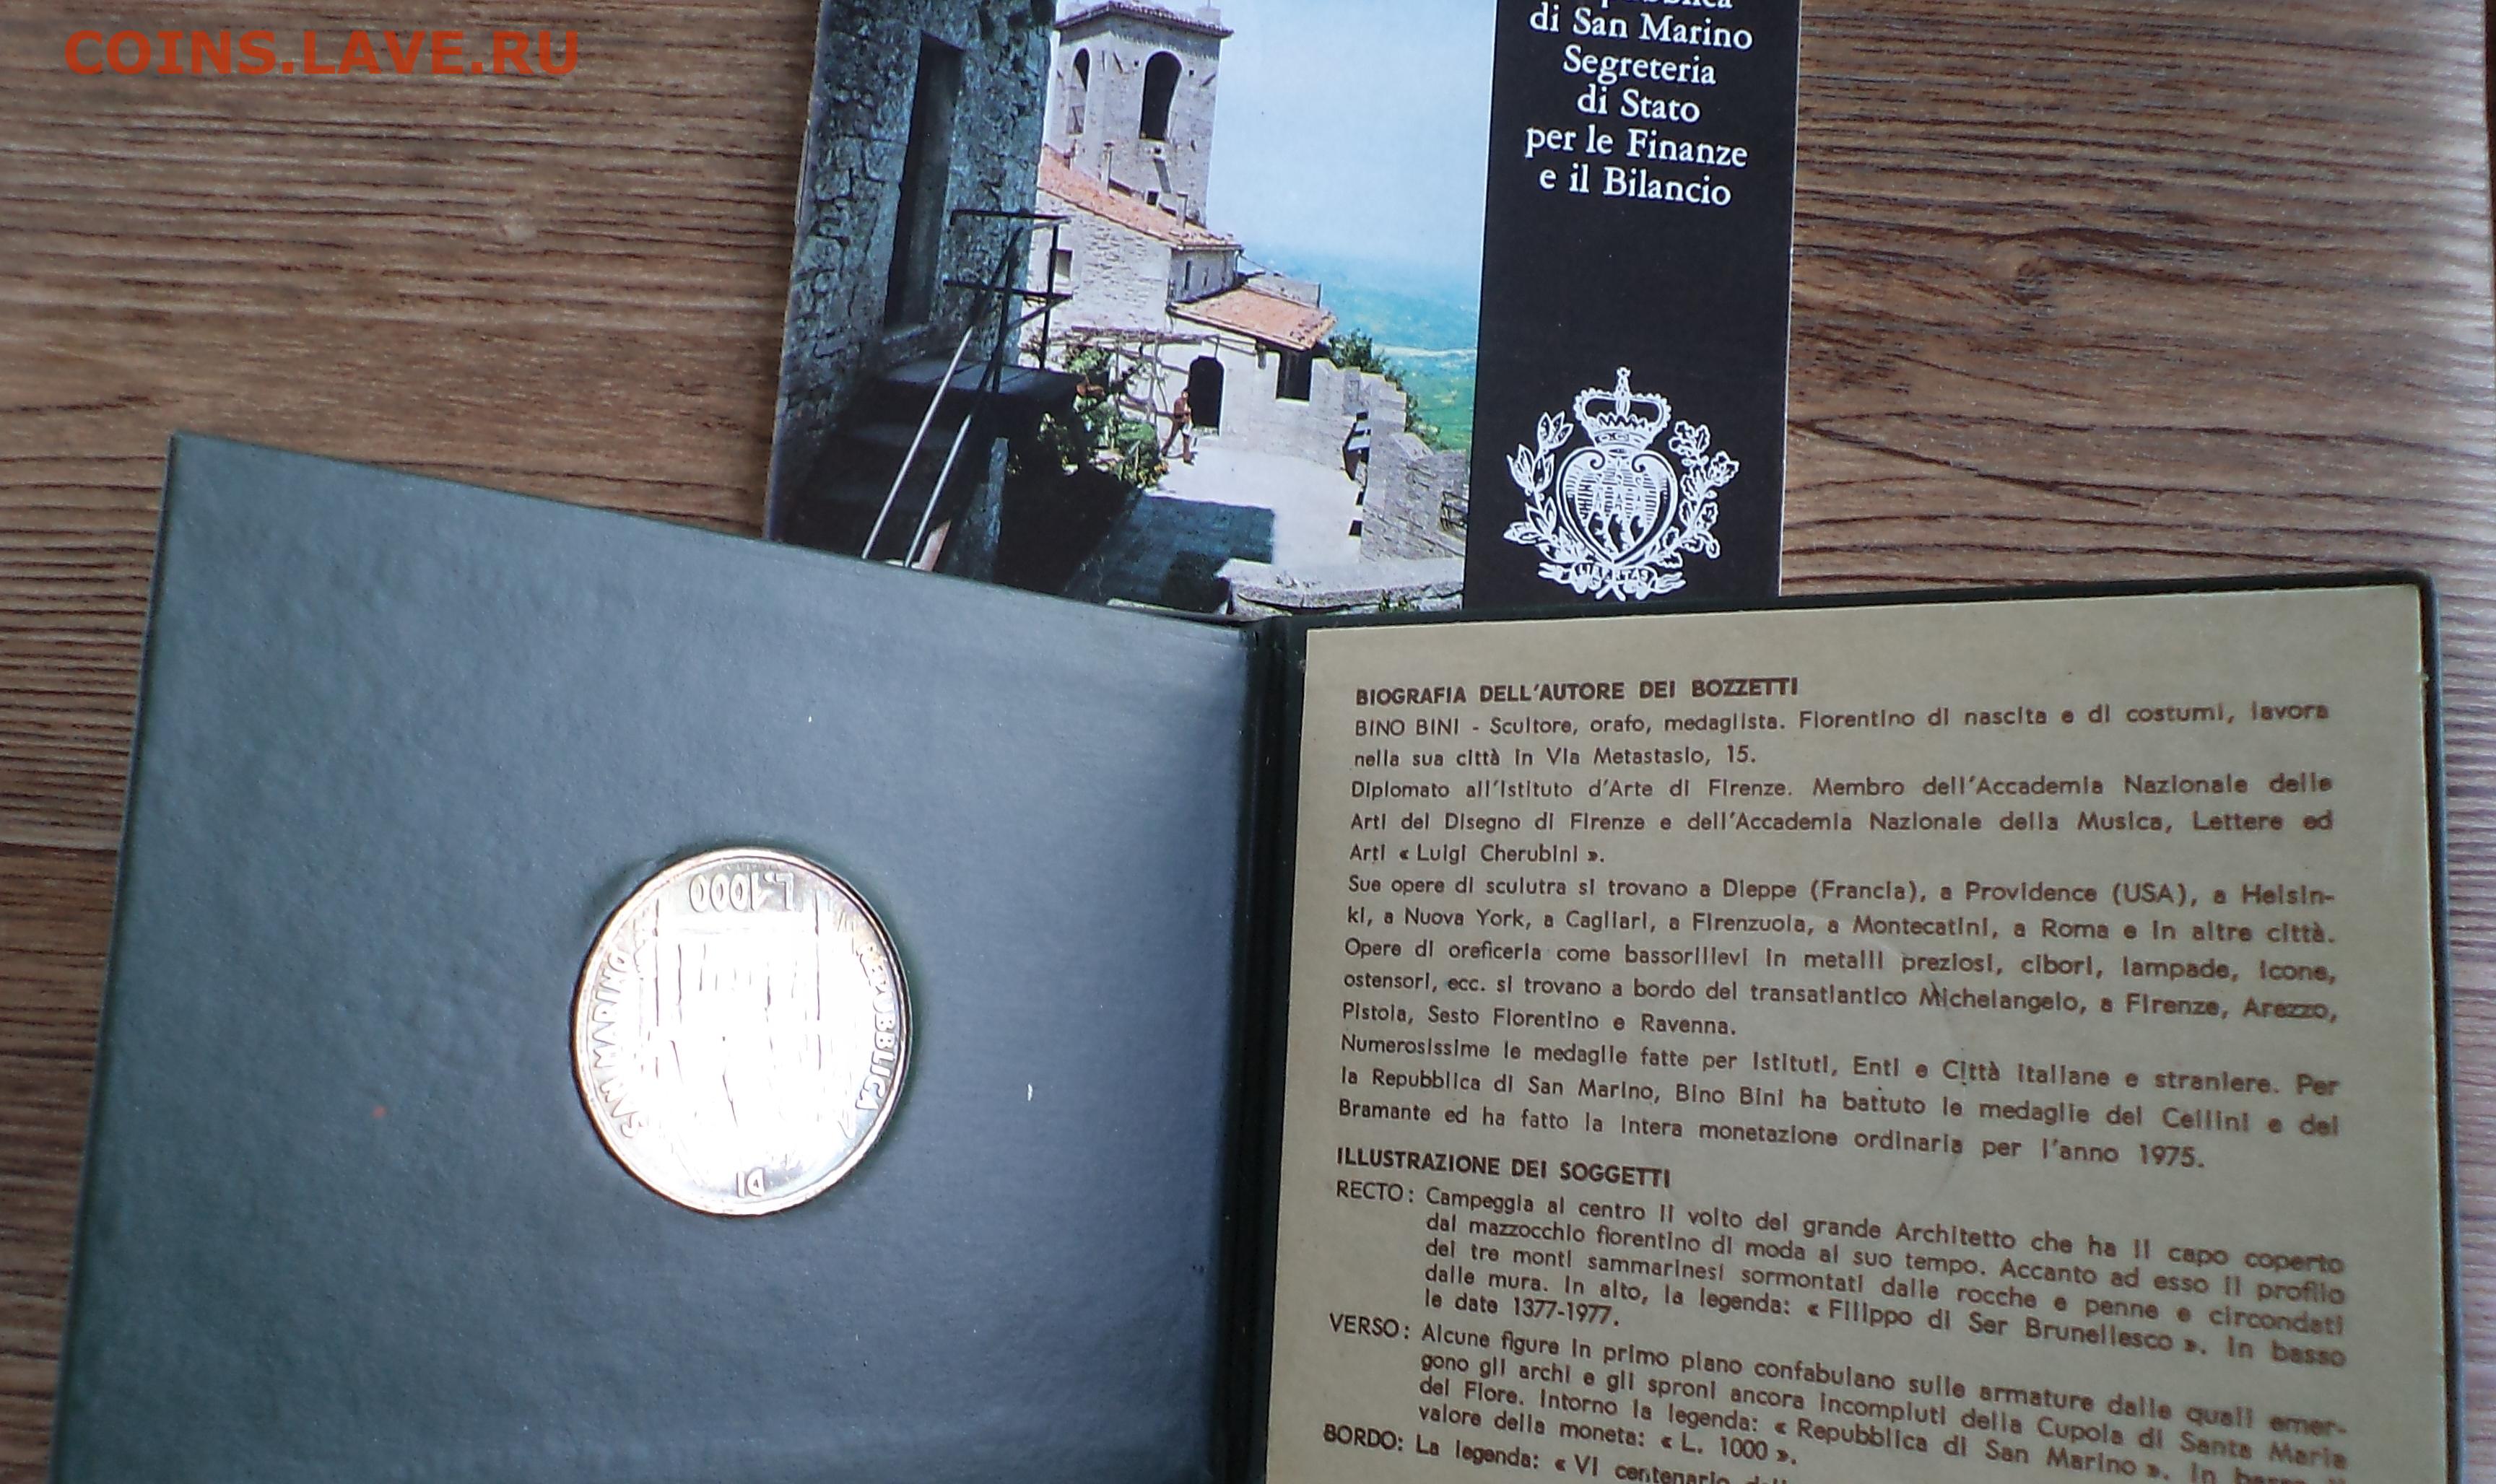 COINS.LAVE.RU
di San Marino
Segreteria
di Stato
per le Finanze
e il Bilancio
LIBERTAS
L. 1000
REPUBBLICA
DI
SAN MARINO
BIOGRAFIA DELL'AUTORE DEI BOZZETTI
BINO BINI - Scultore, orafo, medaglista. Fiorentino di nascita e di costumi, lavora
nella sua città in Via Metastasio, 15.
Diplomato all'Istituto d'Arte di Firenze. Membro dell'Accademia Nazionale delle
Arti del Disegno di Firenze e dell'Accademia Nazionale della Musica, Lettere ed
Arti « Luigi Cherubini ».
Sue opere di sculutra si trovano a Dieppe (Francia), a Providence (USA), a Helsin-
ki, a Nuova York, a Cagliari, a Firenzuola, a Montecatini, a Roma e in altre città.
Opere di oreficeria come bassorilievi in metalli preziosi, cibori, lampade, icone,
ostensori, ecc. si trovano a bordo del transatlantico Michelangelo, a Firenze, Arezzo,
Pistoia, Sesto Fiorentino e Ravenna.
Numerosissime le medaglie fatte per Istituti, Enti e Città italiane e straniere. Per
la Repubblica di San Marino, Bino Bini ha battuto le medaglie del Cellini e del
Bramante ed ha fatto la intera monetazione ordinaria per l'anno 1975.
ILLUSTRAZIONE DEI SOGGETTI
RECTO: Campeggia al centro il volto del grande Architetto che ha il capo coperto
dal mazzocchio fiorentino di moda al suo tempo. Accanto ad esso il profilo
dei tre monti sammarinesi sormontati dalle rocche e penne e circondati
dalle mura. In alto, la legenda: « Filippo di Ser Brunellesco ». In basso
le date 1377-1977.
VERSO: Alcune figure in primo piano confabulano sulle armature dalle quali emer-
gono gli archi e gli sproni ancora incompiuti della Cupola di Santa Maria
del Fiore. Intorno la legenda: « Repubblica di San Marino ». In basso
valore della moneta: « L. 1000 ».
BORDO: La legenda: « VI centenario